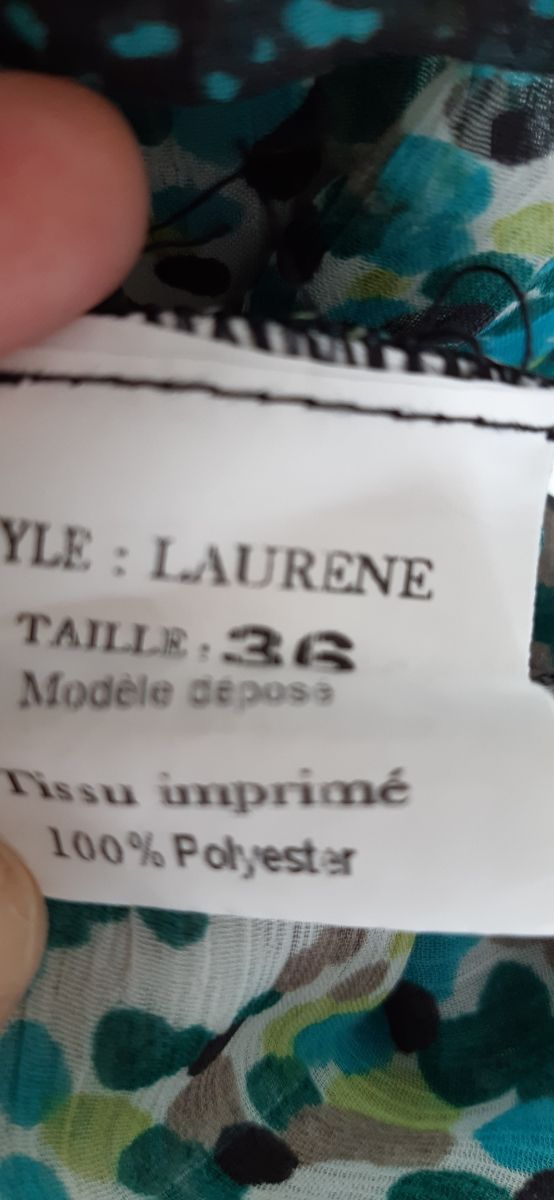 YLE : LAURENE
TAILLE : 36
Modèle déposé
Tissu imprimé
100% Polyester